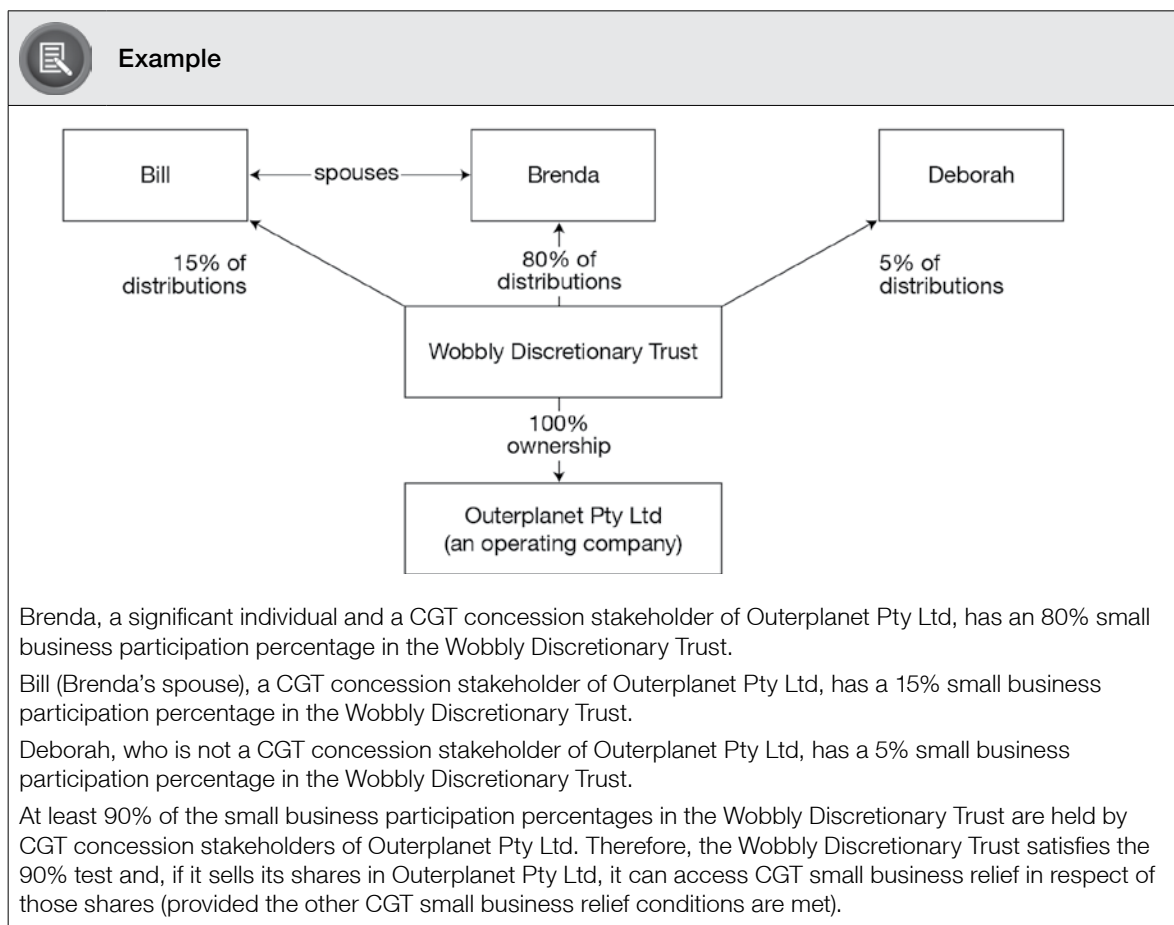 Example
Bill
spouses
Brenda
Deborah
15% of
distributions
80% of
distributions
5% of
distributions
Wobbly Discretionary Trust
100%
ownership
Outerplanet Pty Ltd
(an operating company)
Brenda, a significant individual and a CGT concession stakeholder of Outerplanet Pty Ltd, has an 80% small
business participation percentage in the Wobbly Discretionary Trust.
Bill (Brenda’s spouse), a CGT concession stakeholder of Outerplanet Pty Ltd, has a 15% small business
participation percentage in the Wobbly Discretionary Trust.
Deborah, who is not a CGT concession stakeholder of Outerplanet Pty Ltd, has a 5% small business
participation percentage in the Wobbly Discretionary Trust.
At least 90% of the small business participation percentages in the Wobbly Discretionary Trust are held by
CGT concession stakeholders of Outerplanet Pty Ltd. Therefore, the Wobbly Discretionary Trust satisfies the
90% test and, if it sells its shares in Outerplanet Pty Ltd, it can access CGT small business relief in respect of
those shares (provided the other CGT small business relief conditions are met).